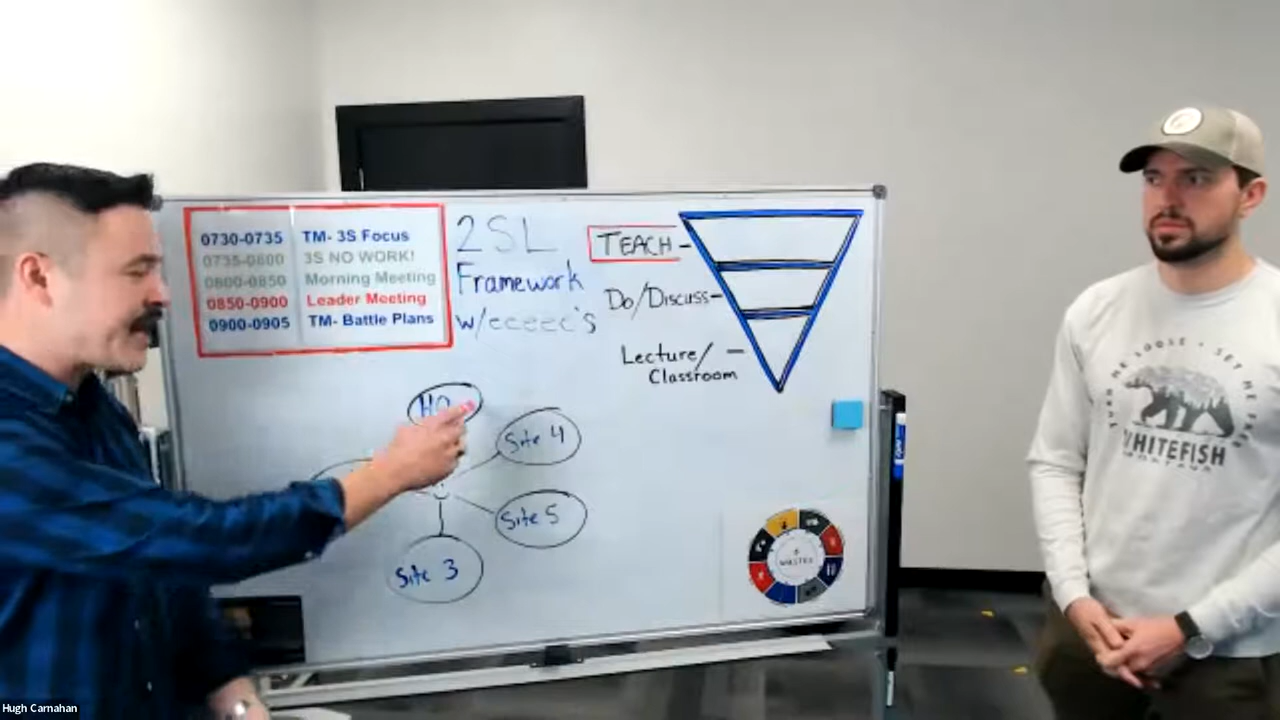 0730-0735 TM- 3S Focus
0735-0800 3S NO WORK!
0800-0850 Morning Meeting
0850-0900 Leader Meeting
0900-0905 TM- Battle Plans
2SL
Framework
w/eeeee's
TEACH -
Do/Discuss-
Lecture/ -
Classroom
HQ
Site 4
Site 5
Site 3
8 WASTES
TURN ME LOOSE • SET ME FREE
WHITEFISH
MONTANA
Hugh Carnahan